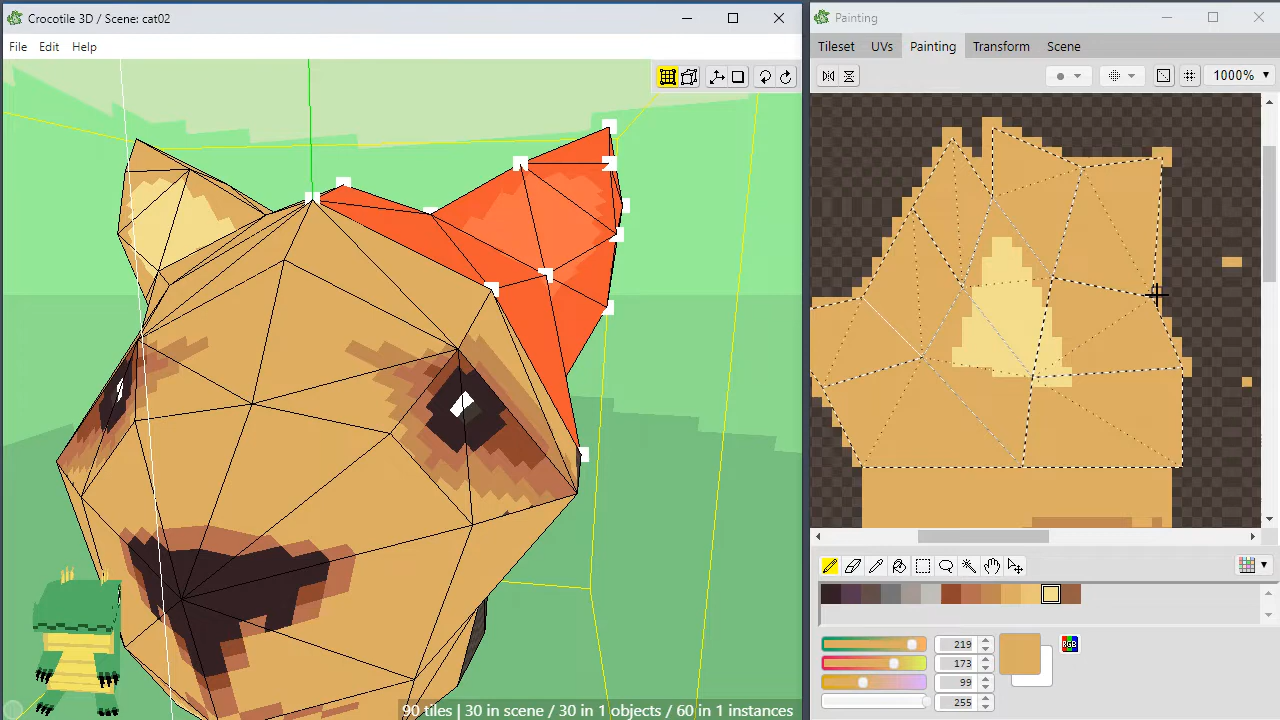 Crocotile 3D / Scene: cat02
File Edit Help
90 tiles | 30 in scene / 30 in 1 objects / 60 in 1 instances
Painting
Tileset UVs Painting Transform Scene
1000%
219
173
99
255
RGB